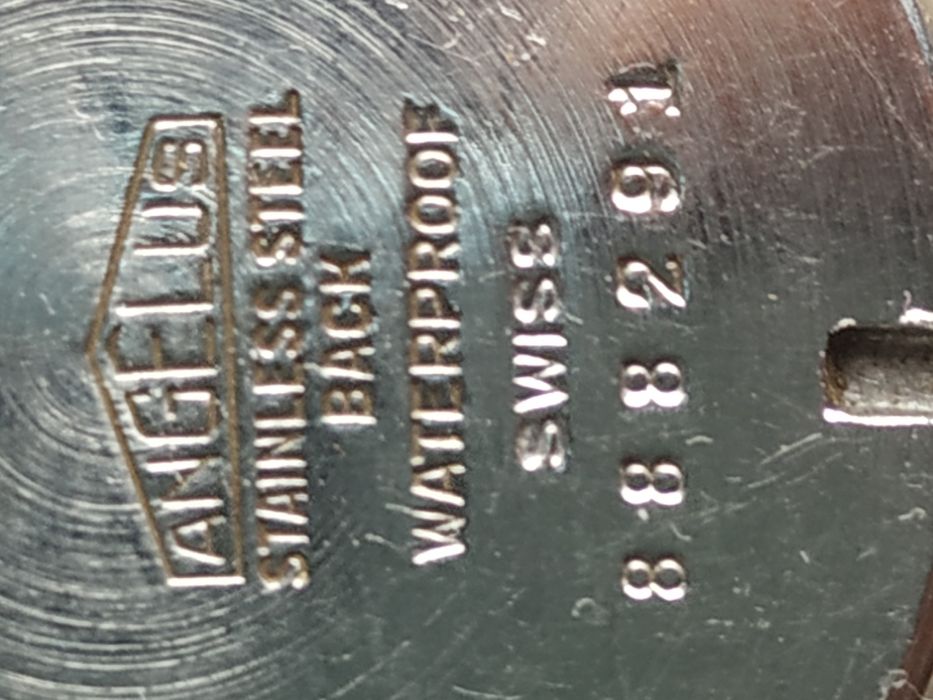 ANGELUS
STAINLESS STEEL
BACK
WATERPROOF
SWISS
888291